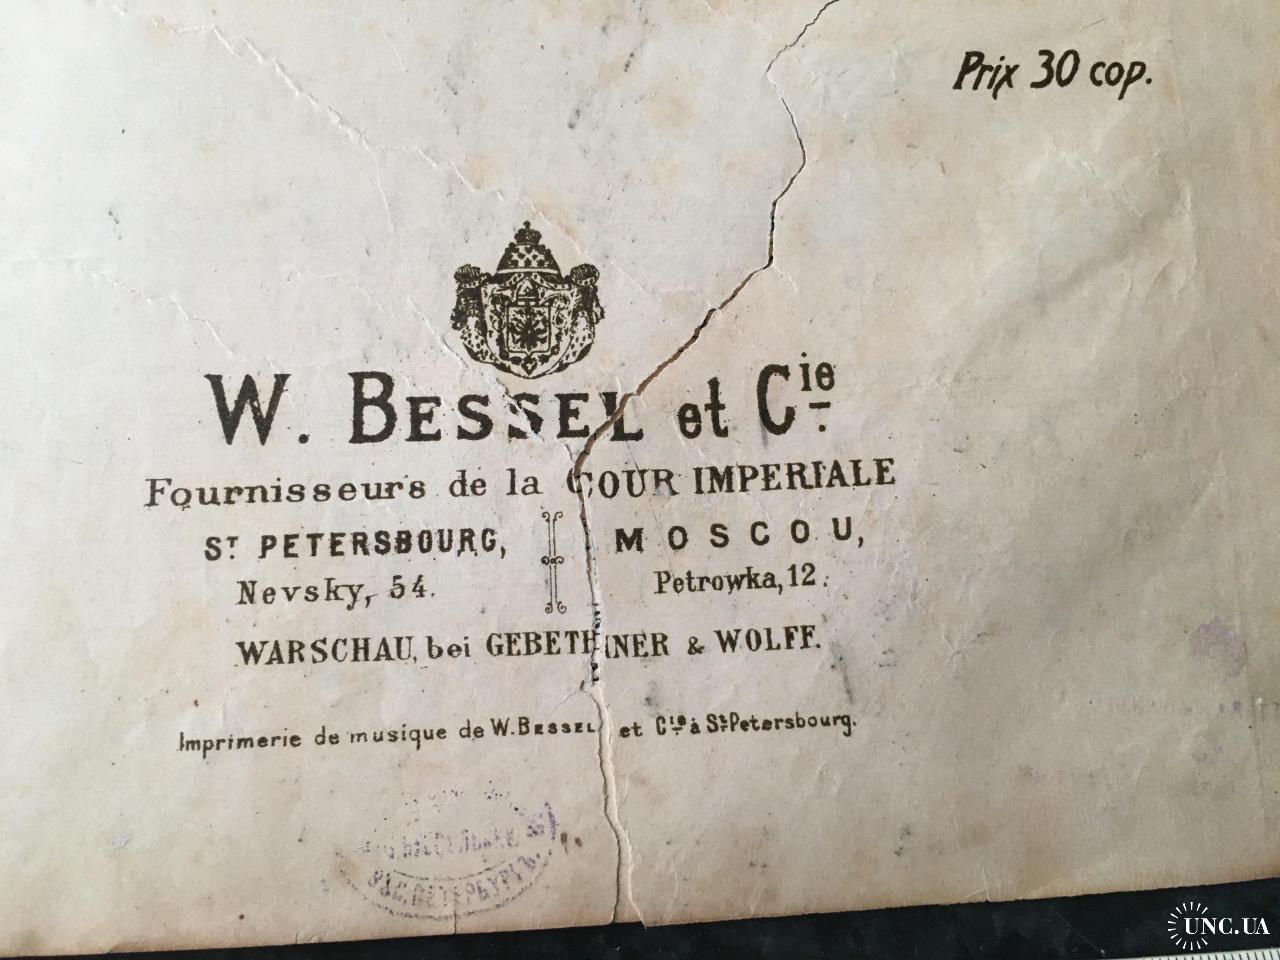 Prix 30 cop.
W. BESSEL et Cie.
Fournisseurs de la COUR IMPERIALE
ST PETERSBOURG,
Nevsky, 54.
MOSCOU,
Petrowka, 12.
WARSCHAU, bei GEBETHNER & WOLFF.
Imprimerie de musique de W. BESSEL et Cie à St Petersbourg.
UNC.UA